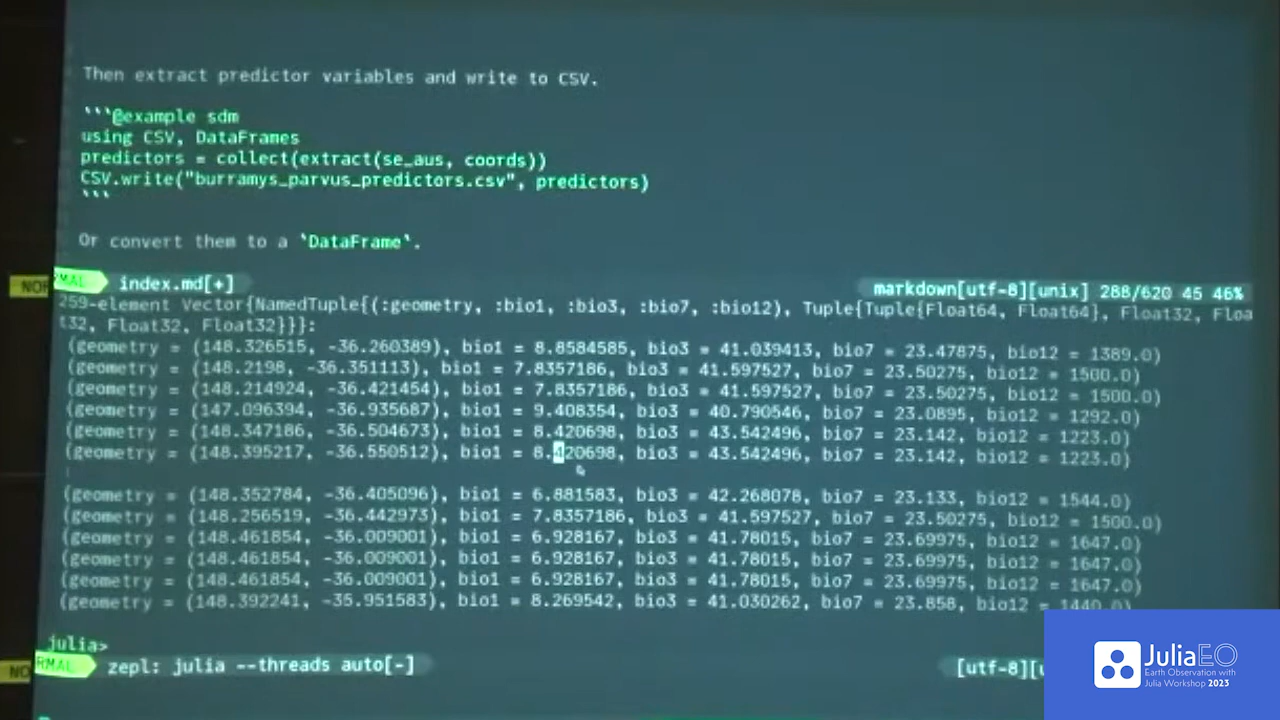 Then extract predictor variables and write to CSV.
```@example sdm
using CSV, DataFrames
predictors = collect(extract(se_aus, coords))
CSV.write("burramys_parvus_predictors.csv", predictors)
```
Or convert them to a `DataFrame`.
NOR
MAL index.md[+] markdown[utf-8][unix] 288/620 45 46%
259-element Vector{NamedTuple{(:geometry, :bio1, :bio3, :bio7, :bio12), Tuple{Tuple{Float64, Float64}, Float32, Floa
t32, Float32, Float32}}}:
(geometry = (148.326515, -36.260389), bio1 = 8.8584585, bio3 = 41.039413, bio7 = 23.47875, bio12 = 1389.0)
(geometry = (148.2198, -36.351113), bio1 = 7.8357186, bio3 = 41.597527, bio7 = 23.50275, bio12 = 1500.0)
(geometry = (148.214924, -36.421454), bio1 = 7.8357186, bio3 = 41.597527, bio7 = 23.50275, bio12 = 1500.0)
(geometry = (147.096394, -36.935687), bio1 = 9.408354, bio3 = 40.790546, bio7 = 23.0895, bio12 = 1292.0)
(geometry = (148.347186, -36.504673), bio1 = 8.420698, bio3 = 43.542496, bio7 = 23.142, bio12 = 1223.0)
(geometry = (148.395217, -36.550512), bio1 = 8.420698, bio3 = 43.542496, bio7 = 23.142, bio12 = 1223.0)
(geometry = (148.352784, -36.405096), bio1 = 6.881583, bio3 = 42.268078, bio7 = 23.133, bio12 = 1544.0)
(geometry = (148.256519, -36.442973), bio1 = 7.8357186, bio3 = 41.597527, bio7 = 23.50275, bio12 = 1500.0)
(geometry = (148.461854, -36.009001), bio1 = 6.928167, bio3 = 41.78015, bio7 = 23.69975, bio12 = 1647.0)
(geometry = (148.461854, -36.009001), bio1 = 6.928167, bio3 = 41.78015, bio7 = 23.69975, bio12 = 1647.0)
(geometry = (148.461854, -36.009001), bio1 = 6.928167, bio3 = 41.78015, bio7 = 23.69975, bio12 = 1647.0)
(geometry = (148.392241, -35.951583), bio1 = 8.269542, bio3 = 41.030262, bio7 = 23.858, bio12 = 1440.0)
julia>
NO
RMAL zepl: julia --threads auto[-] [utf-8][u
JuliaEO
Earth Observation with
Julia Workshop 2023